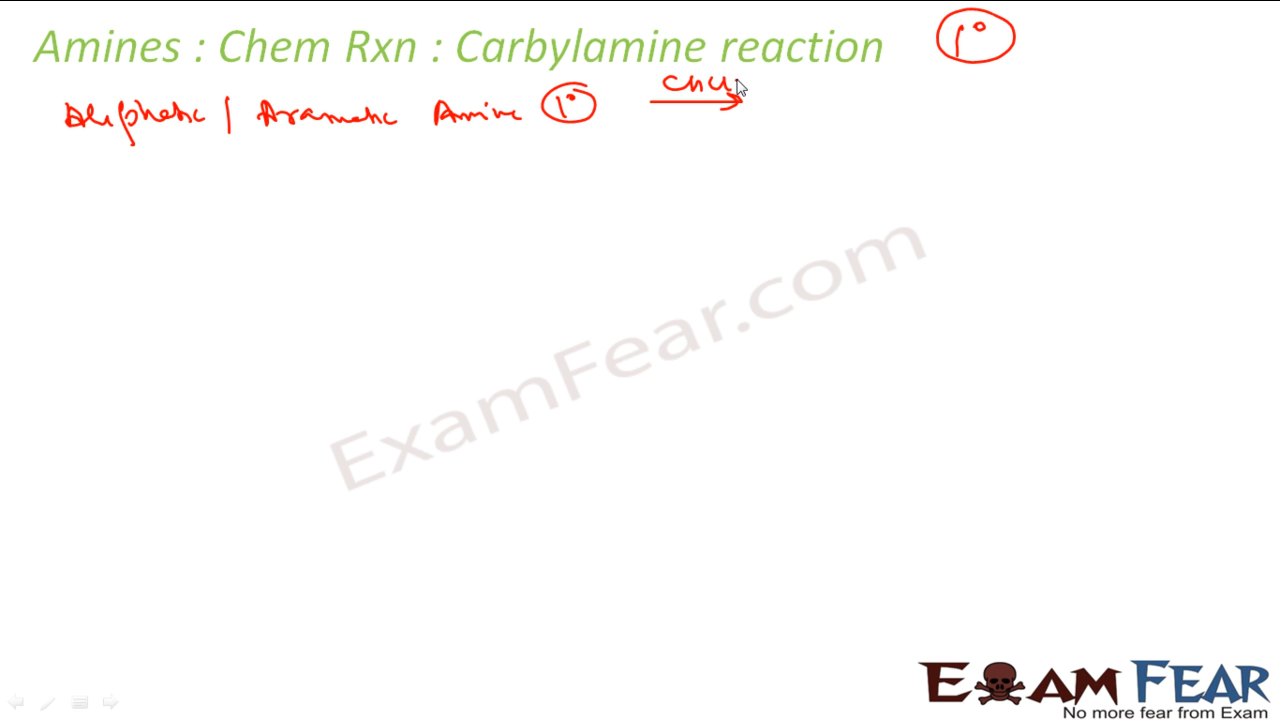 Amines : Chem Rxn : Carbylamine reaction 1°
Aliphatic | Aromatic Amine 1° CHCl
ExamFear.com
EXAM FEAR
No more fear from Exam